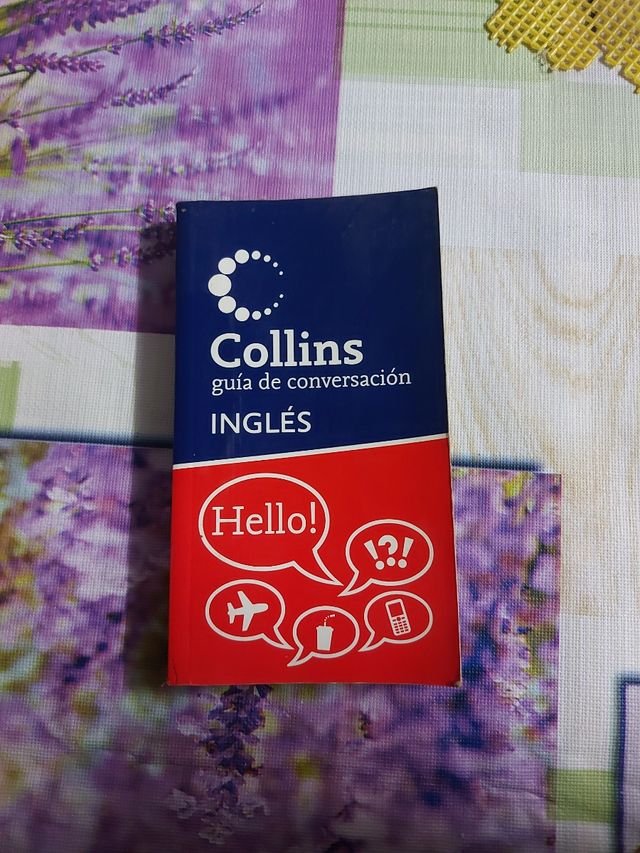 Collins
guía de conversación
INGLÉS
Hello!
!?!